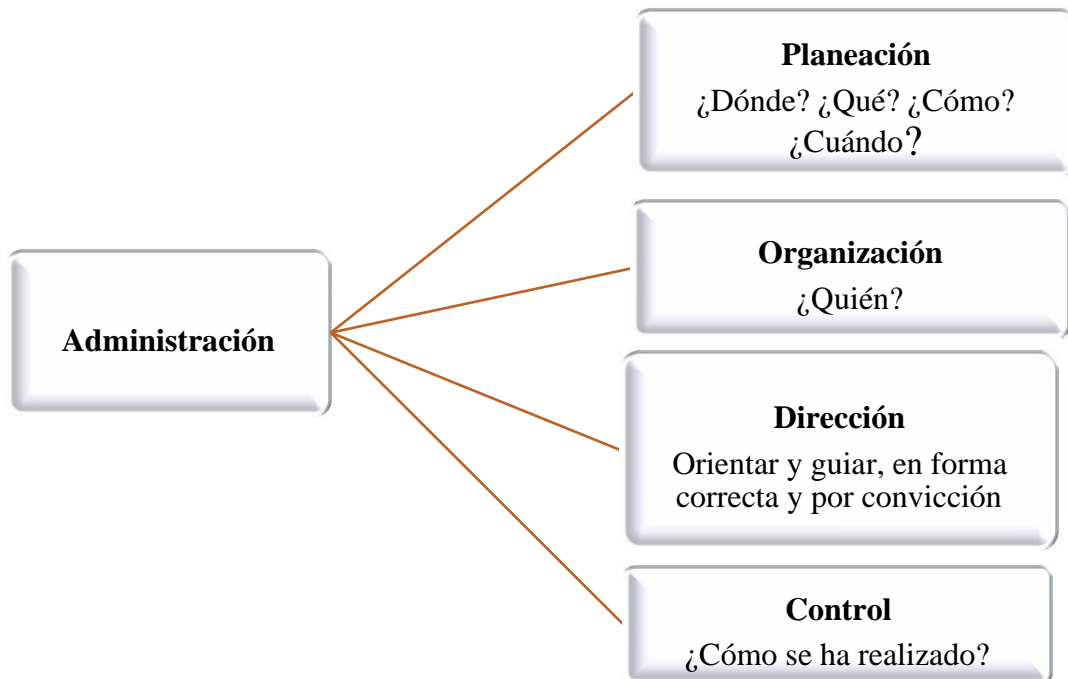 Administración
Planeación
¿Dónde? ¿Qué? ¿Cómo?
¿Cuándo?
Organización
¿Quién?
Dirección
Orientar y guiar, en forma
correcta y por convicción
Control
¿Cómo se ha realizado?